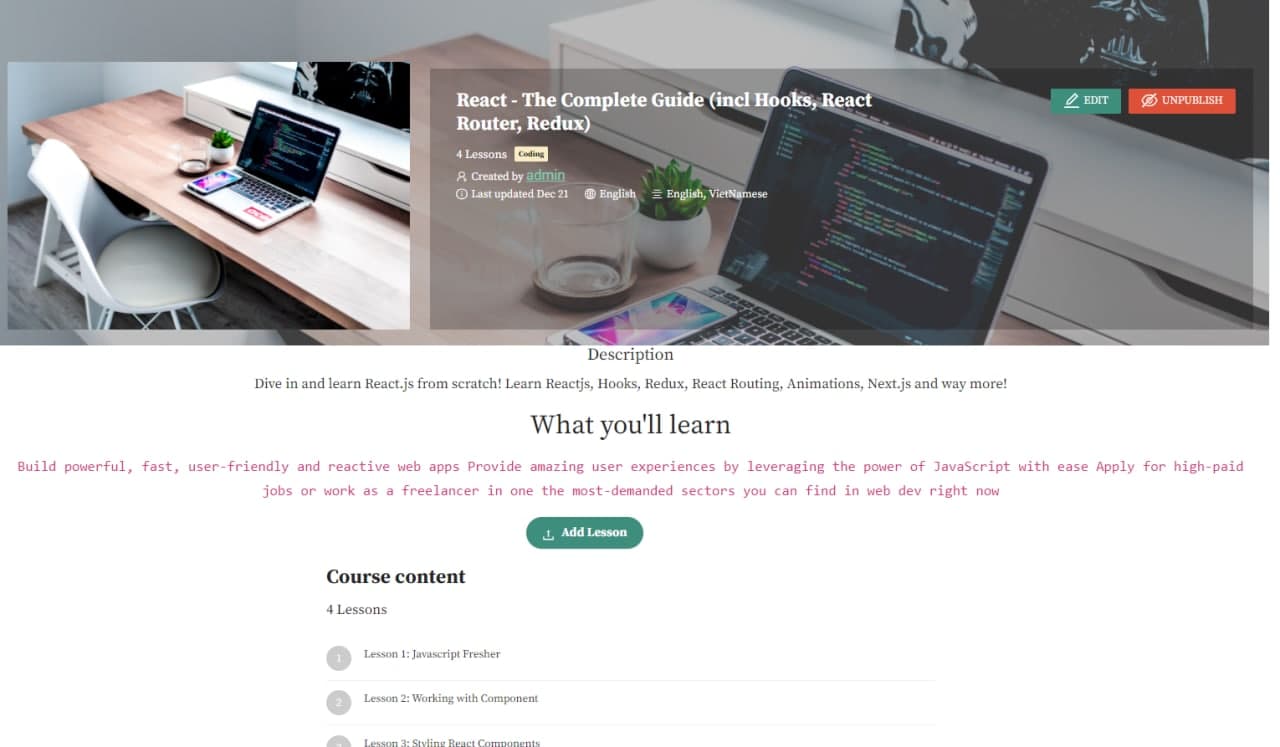 React - The Complete Guide (incl Hooks, React
Router, Redux)
EDIT
UNPUBLISH
4 Lessons Coding
Created by admin
Last updated Dec 21 English English, VietNamese
Description
Dive in and learn React.js from scratch! Learn Reactjs, Hooks, Redux, React Routing, Animations, Next.js and way more!
What you'll learn
Build powerful, fast, user-friendly and reactive web apps Provide amazing user experiences by leveraging the power of JavaScript with ease Apply for high-paid
jobs or work as a freelancer in one the most-demanded sectors you can find in web dev right now
Add Lesson
Course content
4 Lessons
1 Lesson 1: Javascript Fresher
2 Lesson 2: Working with Component
Lesson 3: Styling React Components